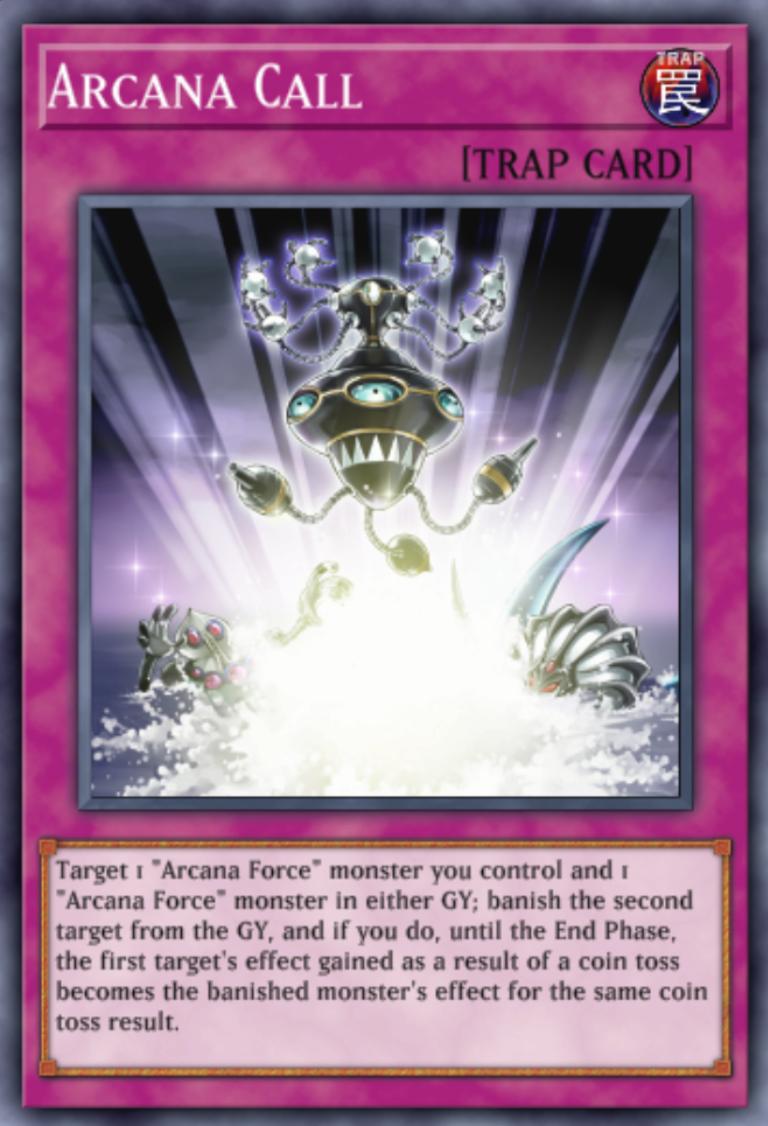 ARCANA CALL
TRAP
罠
[TRAP CARD]
Target 1 "Arcana Force" monster you control and 1
"Arcana Force" monster in either GY; banish the second
target from the GY, and if you do, until the End Phase,
the first target's effect gained as a result of a coin toss
becomes the banished monster's effect for the same coin
toss result.